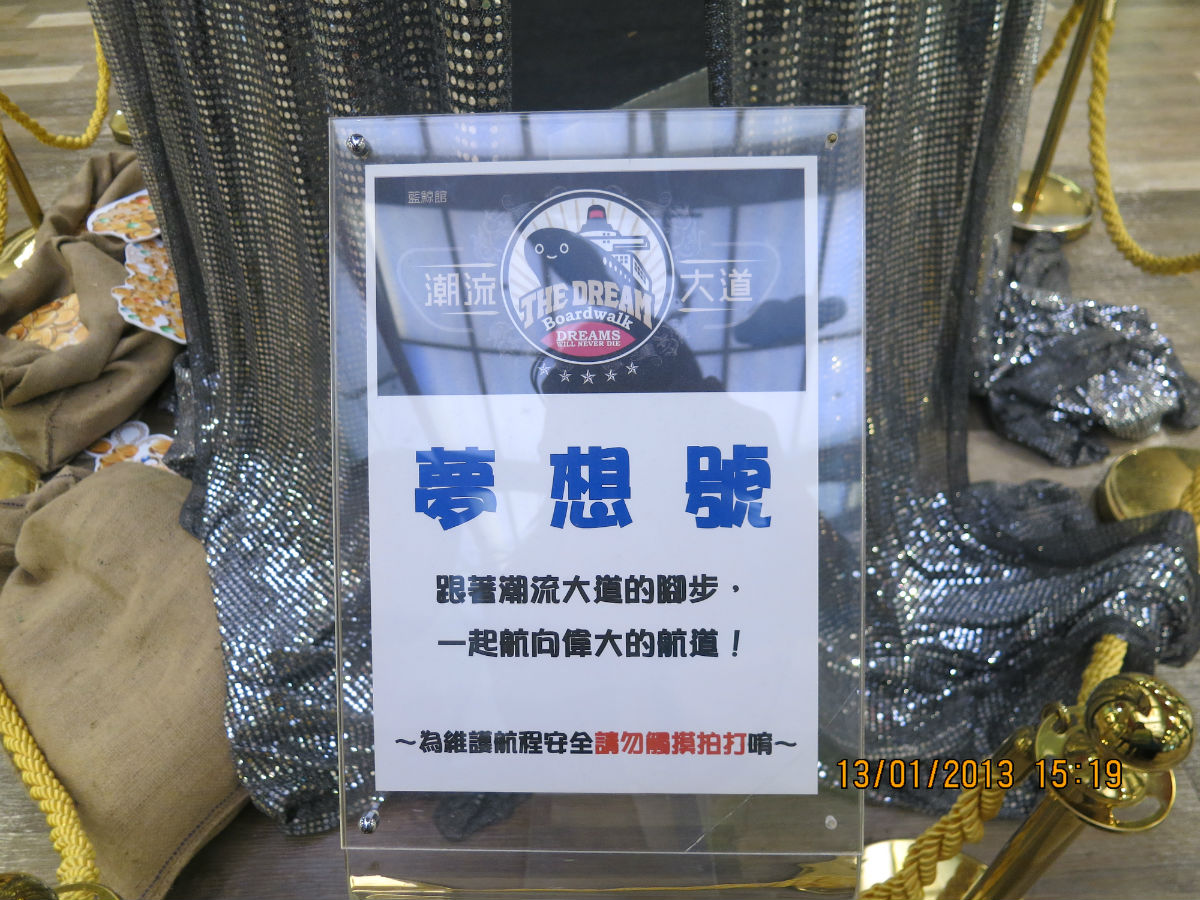 藍鯨館
潮流 大道
THE DREAM
Boardwalk
DREAMS
WILL NEVER DIE
夢想號
跟著潮流大道的腳步，
一起航向偉大的航道！
～為維護航程安全請勿觸摸拍打唷～
13/01/2013 15:19